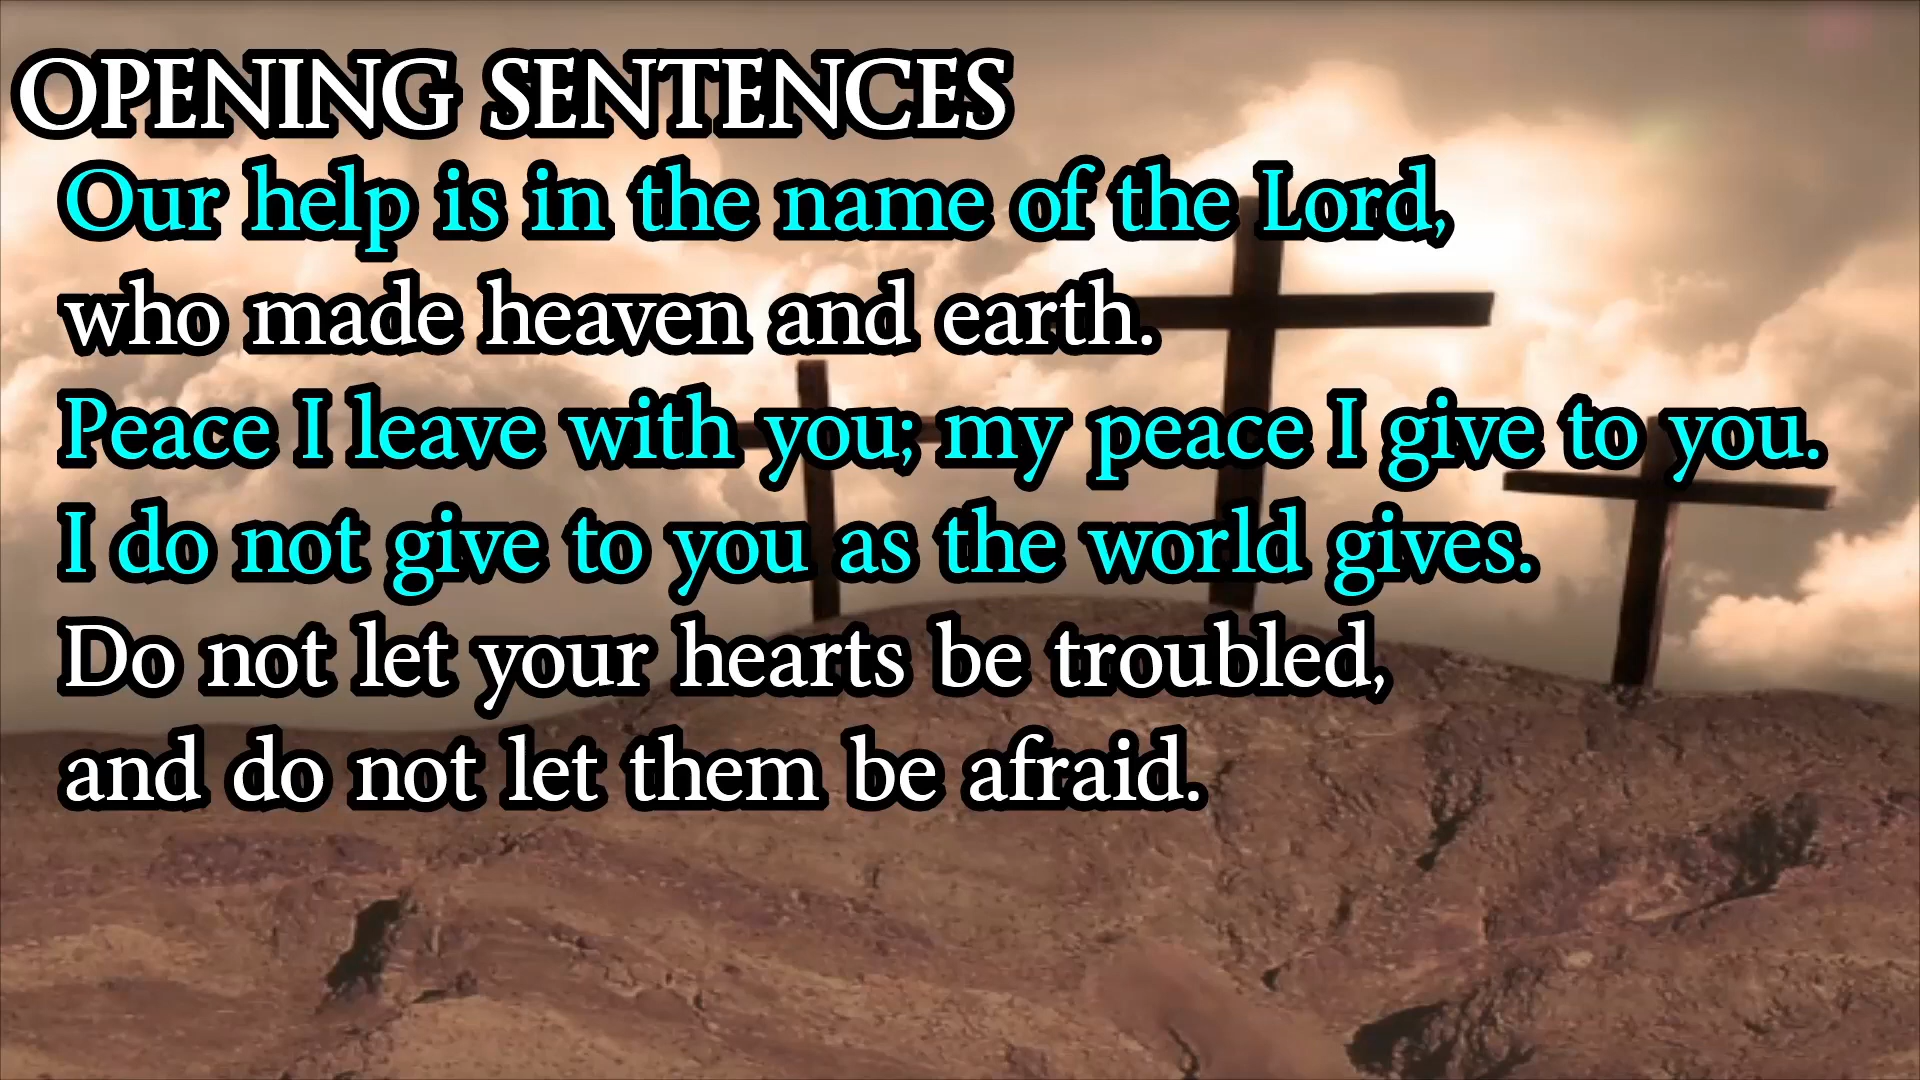 OPENING SENTENCES
Our help is in the name of the Lord,
who made heaven and earth.
Peace I leave with you; my peace I give to you.
I do not give to you as the world gives.
Do not let your hearts be troubled,
and do not let them be afraid.